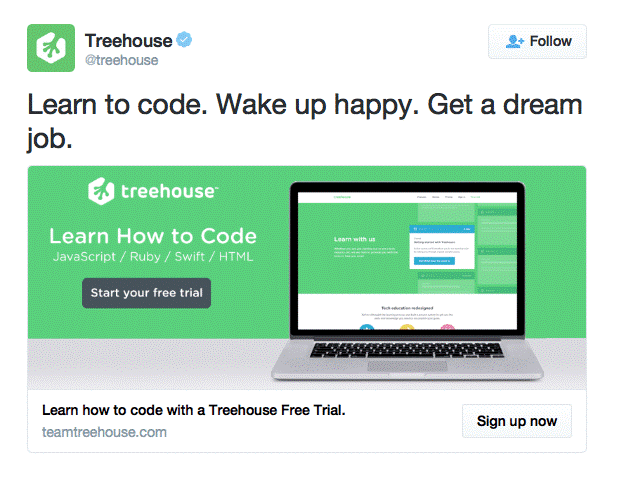 Treehouse
@treehouse
Follow
Learn to code. Wake up happy. Get a dream
job.
treehouse™
Learn How to Code
JavaScript / Ruby / Swift / HTML
Start your free trial
Learn with us
Tech education redesigned
Learn how to code with a Treehouse Free Trial.
teamtreehouse.com
Sign up now